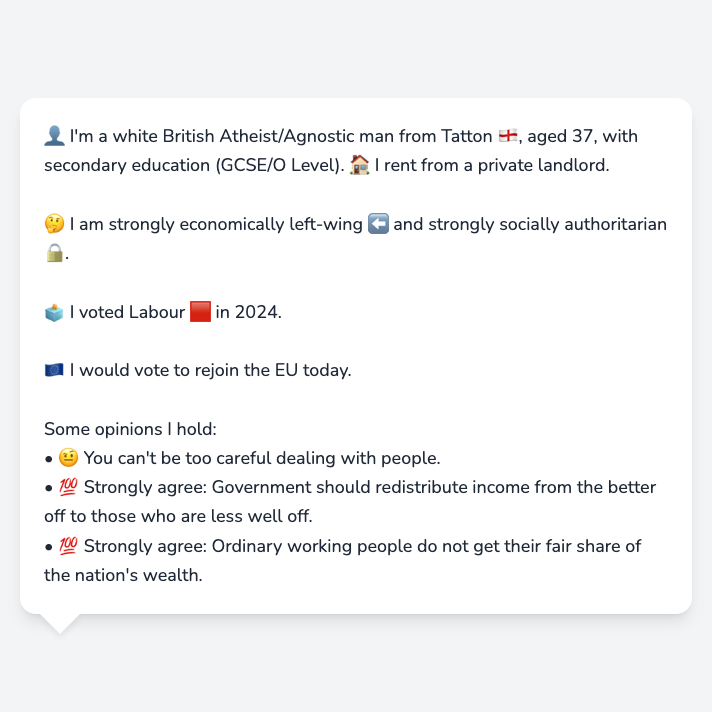 👤 I'm a white British Atheist/Agnostic man from Tatton 🏴󠁧󠁢󠁥󠁮󠁧󠁿, aged 37, with
secondary education (GCSE/O Level). 🏠 I rent from a private landlord.
🤔 I am strongly economically left-wing ⬅️ and strongly socially authoritarian
🔒.
🗳️ I voted Labour 🟥 in 2024.
🇪🇺 I would vote to rejoin the EU today.
Some opinions I hold:
• 🤨 You can't be too careful dealing with people.
• 💯 Strongly agree: Government should redistribute income from the better
off to those who are less well off.
• 💯 Strongly agree: Ordinary working people do not get their fair share of
the nation's wealth.